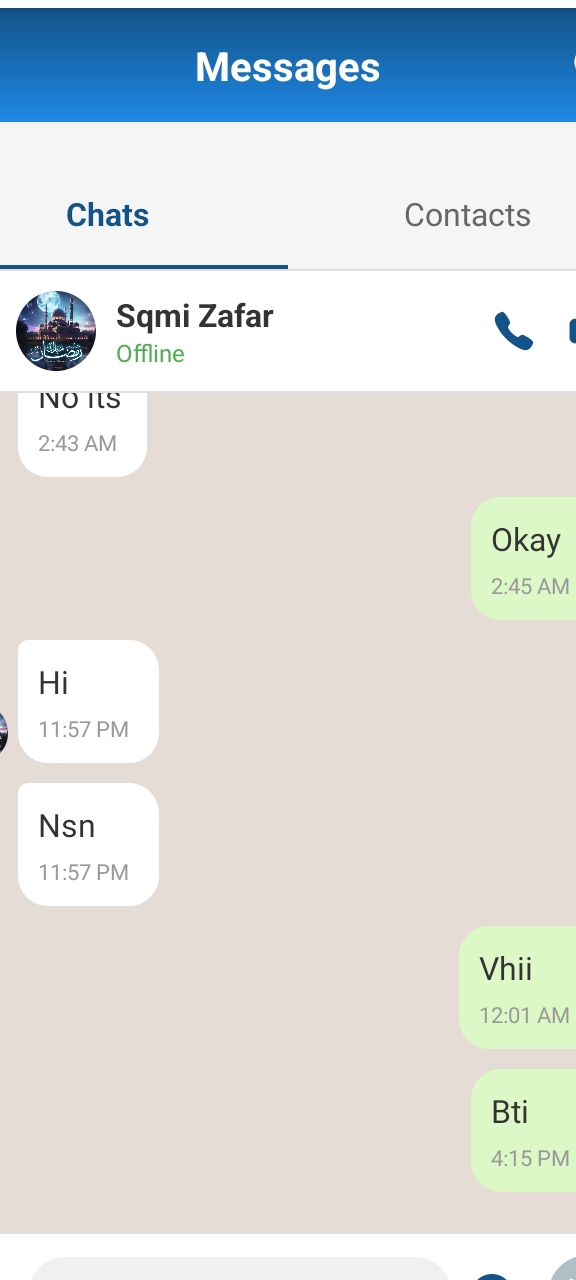 Messages
Chats
Contacts
Sqmi Zafar
Offline
No its
2:43 AM
Okay
2:45 AM
Hi
11:57 PM
Nsn
11:57 PM
Vhii
12:01 AM
Bti
4:15 PM